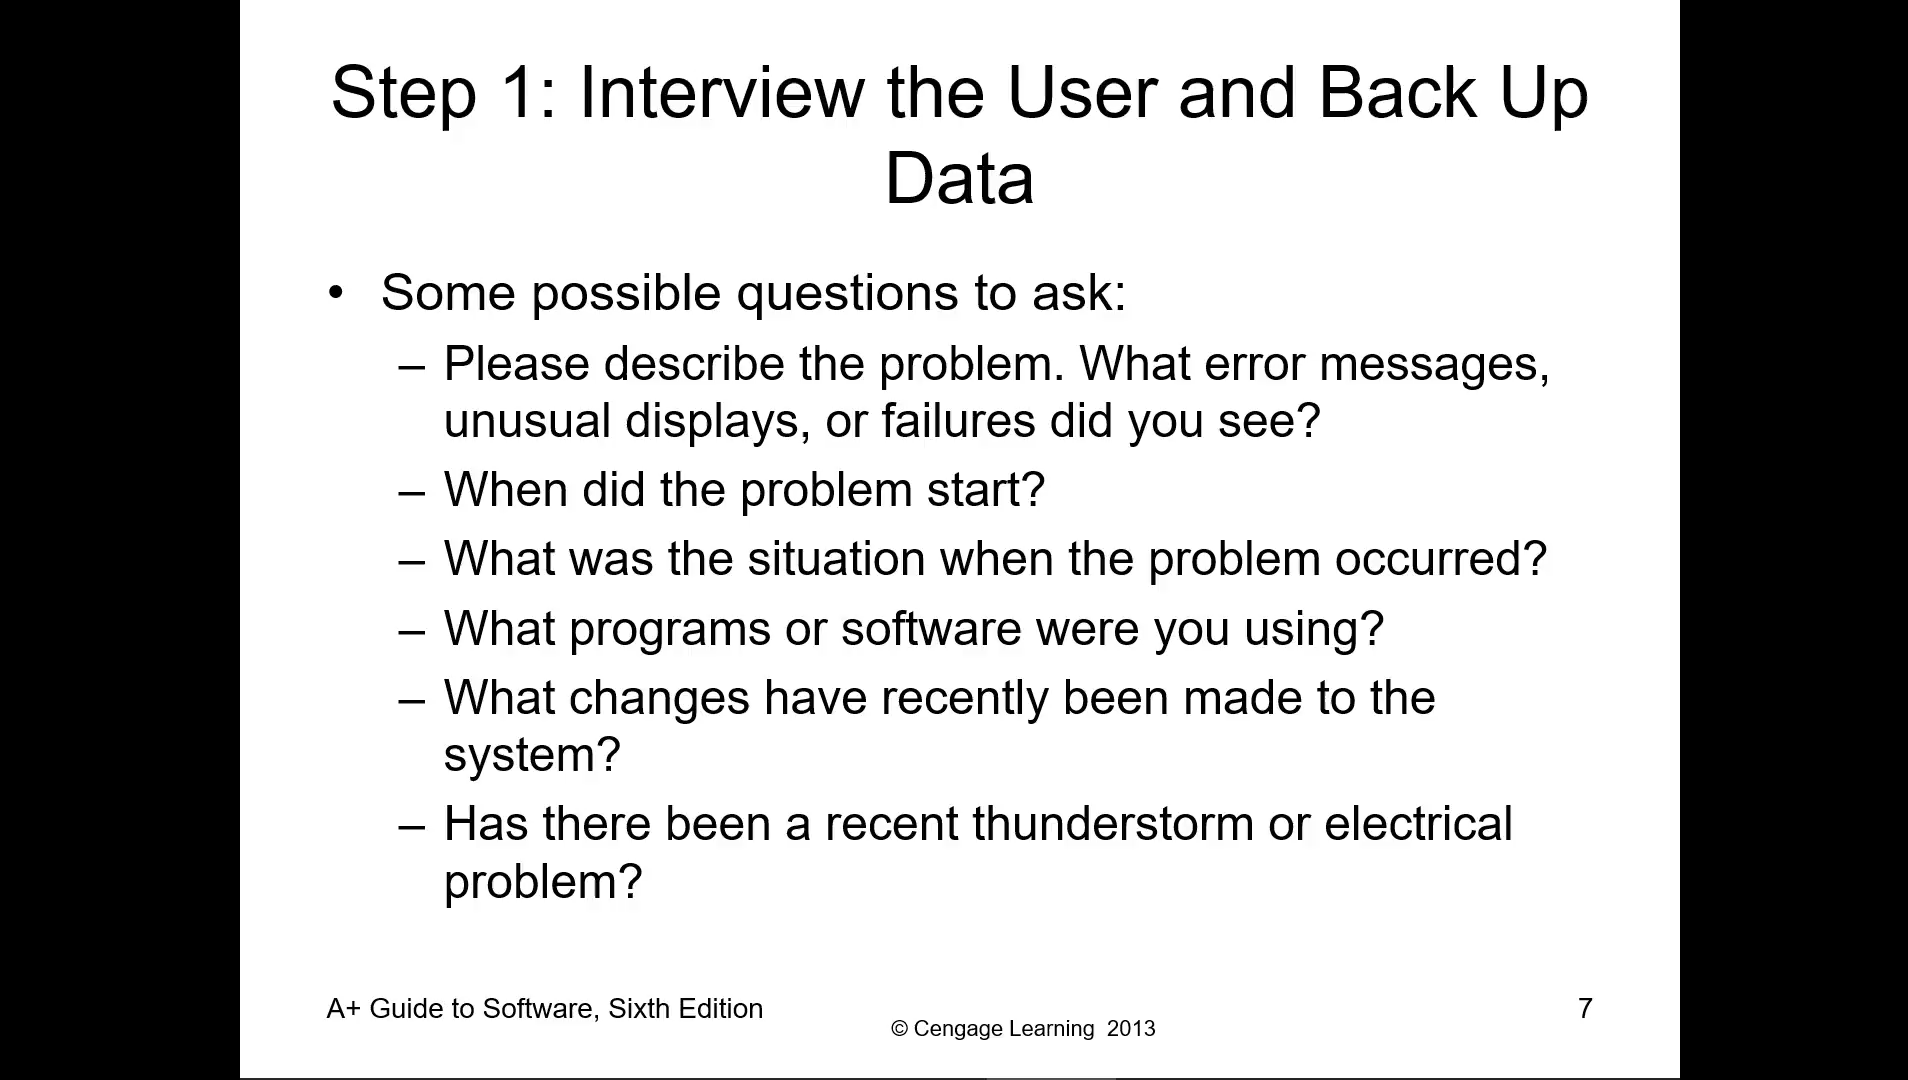 Step 1: Interview the User and Back Up
Data
• Some possible questions to ask:
– Please describe the problem. What error messages,
unusual displays, or failures did you see?
– When did the problem start?
– What was the situation when the problem occurred?
– What programs or software were you using?
– What changes have recently been made to the
system?
– Has there been a recent thunderstorm or electrical
problem?
A+ Guide to Software, Sixth Edition
© Cengage Learning 2013
7